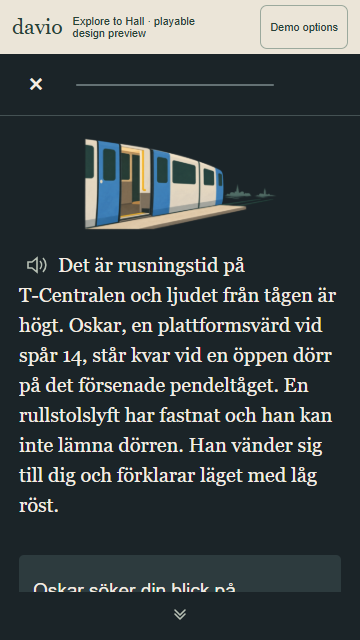 davio
Explore to Hall · playable
design preview
Demo options
Det är rusningstid på
T-Centralen och ljudet från tågen är
högt. Oskar, en plattformsvärd vid
spår 14, står kvar vid en öppen dörr
på det försenade pendeltåget. En
rullstolslyft har fastnat och han kan
inte lämna dörren. Han vänder sig
till dig och förklarar läget med låg
röst.
Oskar söker din blick på